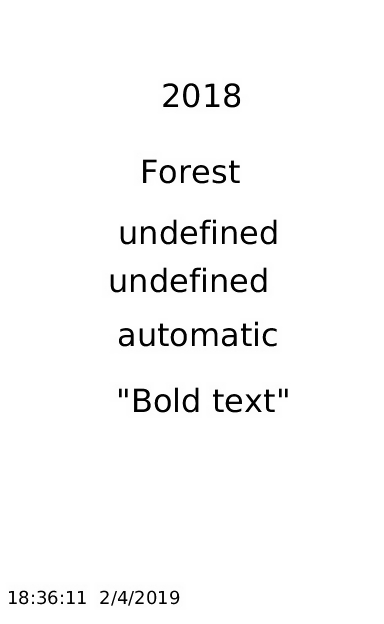 2018
Forest
undefined
undefined
automatic
"Bold text"
18:36:11 2/4/2019